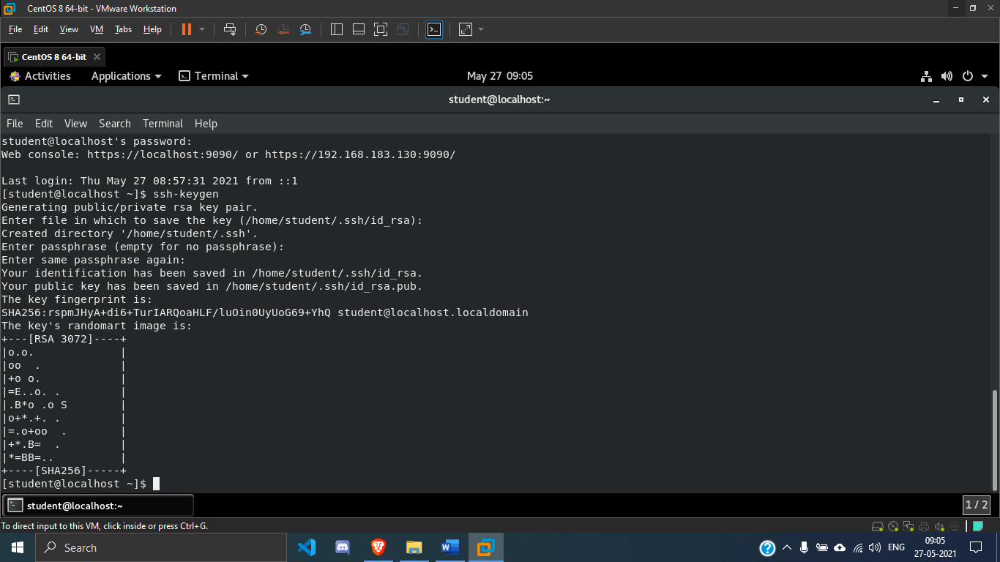 CentOS 8 64-bit - VMware Workstation
File Edit View VM Tabs Help
CentOS 8 64-bit
Activities Applications Terminal May 27 09:05
student@localhost:~
File Edit View Search Terminal Help
student@localhost's password:
Web console: https://localhost:9090/ or https://192.168.183.130:9090/
Last login: Thu May 27 08:57:31 2021 from ::1
[student@localhost ~]$ ssh-keygen
Generating public/private rsa key pair.
Enter file in which to save the key (/home/student/.ssh/id_rsa):
Created directory '/home/student/.ssh'.
Enter passphrase (empty for no passphrase):
Enter same passphrase again:
Your identification has been saved in /home/student/.ssh/id_rsa.
Your public key has been saved in /home/student/.ssh/id_rsa.pub.
The key fingerprint is:
SHA256:rspmJHyA+di6+TurIARQoaHLF/luOin0UyUoG69+YhQ student@localhost.localdomain
The key's randomart image is:
+---[RSA 3072]----+
|o.o.             |
|oo  .            |
|+o o.            |
|=E..o. .         |
|.B*o .o S        |
|o+*.+. .         |
|=.o+oo  .        |
|+*.B=  .         |
|*=BB=..          |
+----[SHA256]-----+
[student@localhost ~]$
student@localhost:~ 1 / 2
To direct input to this VM, click inside or press Ctrl+G.
Search ENG 09:05
27-05-2021